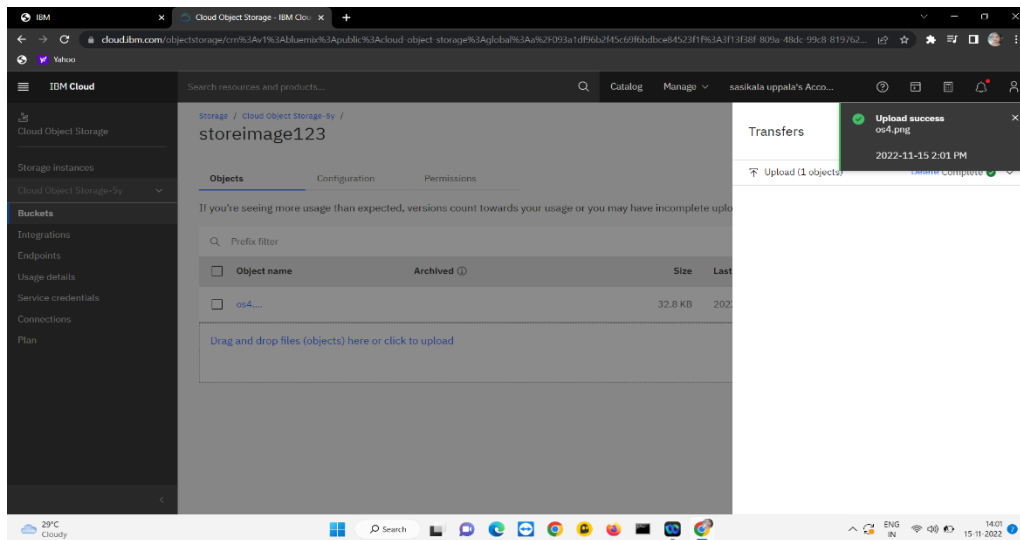 IBM
Cloud Object Storage - IBM Clou
cloud.ibm.com/objectstorage/crn%3Av1%3Abluemix%3Apublic%3Acloud-object-storage%3Aglobal%3Aa%2F093a1df96b2f45c69f6bdbce84523f1f%3A3f13f38f-809a-48dc-99c8-819762...
Yahoo
IBM Cloud
Search resources and products...
Catalog
Manage
sasikala uppala's Acco...
Cloud Object Storage
Storage instances
Cloud Object Storage-5y
Buckets
Integrations
Endpoints
Usage details
Service credentials
Connections
Plan
Storage / Cloud Object Storage-5y /
storeimage123
Objects
Configuration
Permissions
If you're seeing more usage than expected, versions count towards your usage or you may have incomplete uplo
Prefix filter
Object name
Archived
Size
Last
os4....
32.8 KB
202
Drag and drop files (objects) here or click to upload
Transfers
Upload success
os4.png
2022-11-15 2:01 PM
Upload (1 objects)
Delete Complete
29°C
Cloudy
Search
ENG
IN
14:01
15-11-2022